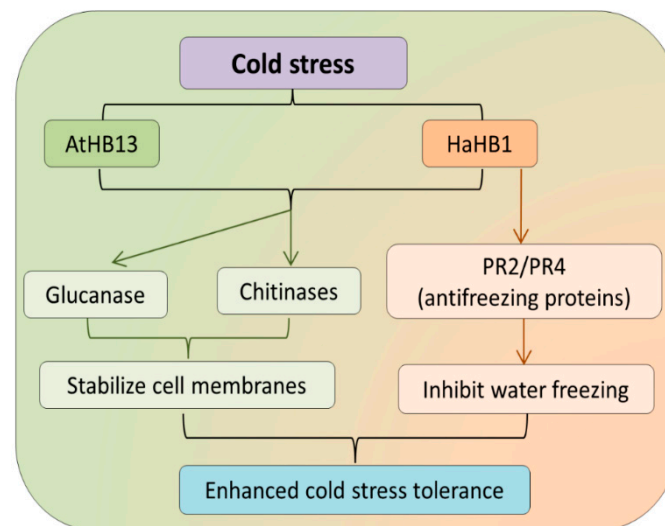 Cold stress
AtHB13
HaHB1
Glucanase
Chitinases
PR2/PR4
(antifreezing proteins)
Stabilize cell membranes
Inhibit water freezing
Enhanced cold stress tolerance